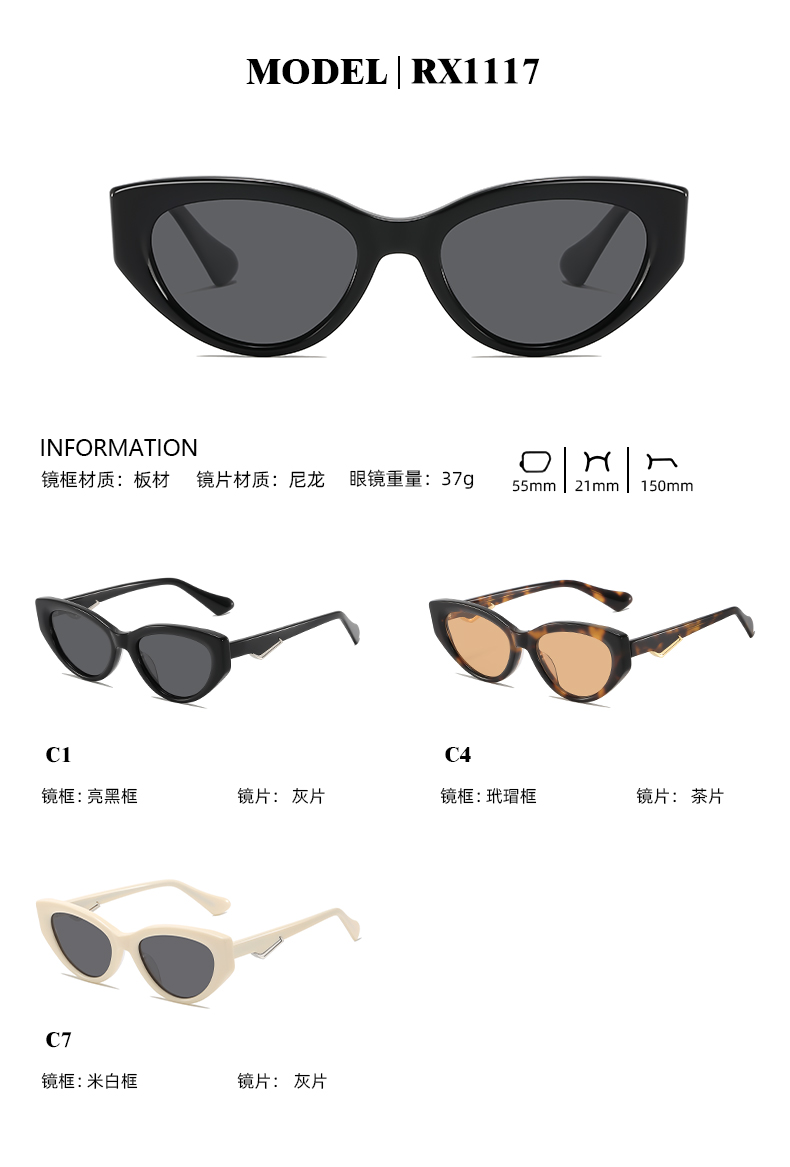 MODEL | RX1117
INFORMATION
镜框材质：板材 镜片材质：尼龙 眼镜重量：37g
55mm 21mm 150mm
C1 C4
镜框：亮黑框 镜片： 灰片 镜框：玳瑁框 镜片： 茶片
C7
镜框：米白框 镜片： 灰片